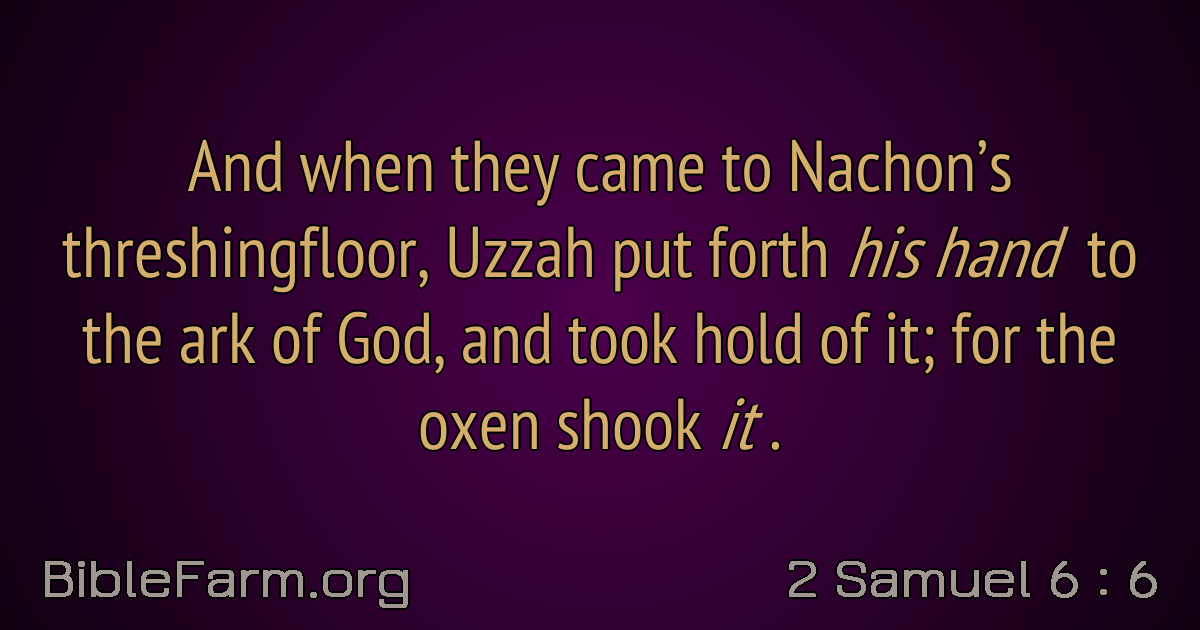 And when they came to Nachon’s
threshingfloor, Uzzah put forth his hand to
the ark of God, and took hold of it; for the
oxen shook it .
BibleFarm.org
2 Samuel 6 : 6